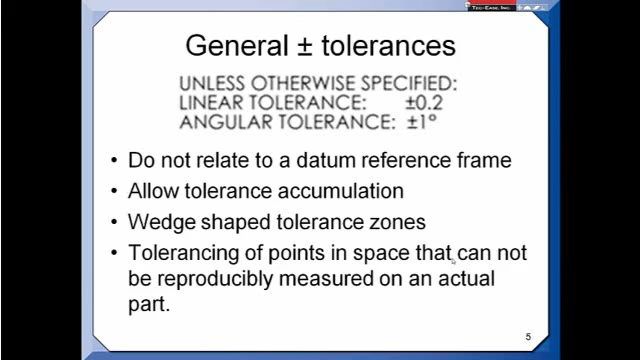 TEC-EASE, INC.
General ± tolerances
UNLESS OTHERWISE SPECIFIED:
LINEAR TOLERANCE: ±0.2
ANGULAR TOLERANCE: ±1°
• Do not relate to a datum reference frame
• Allow tolerance accumulation
• Wedge shaped tolerance zones
• Tolerancing of points in space that can not
be reproducibly measured on an actual
part.
5